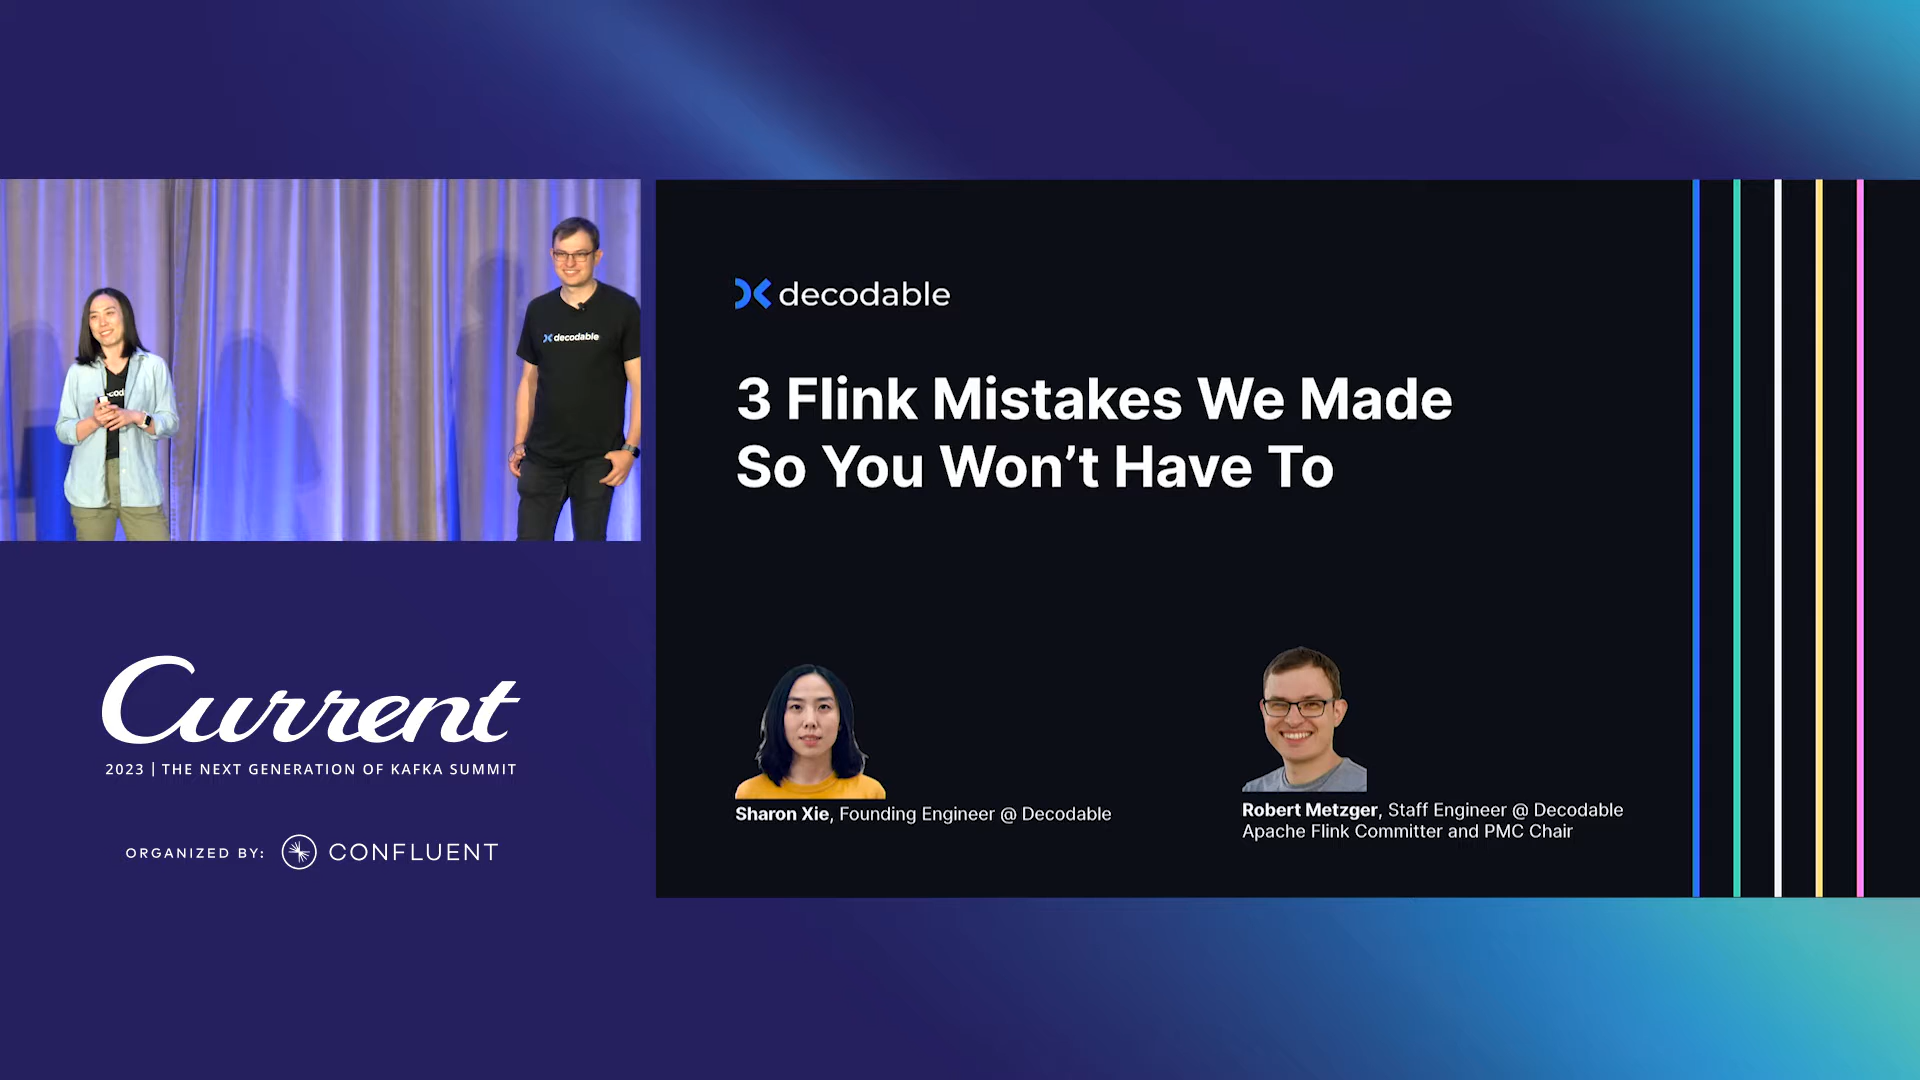 decodable
3 Flink Mistakes We Made
So You Won’t Have To
decodable
Sharon Xie, Founding Engineer @ Decodable
Robert Metzger, Staff Engineer @ Decodable
Apache Flink Committer and PMC Chair
Current
2023 | THE NEXT GENERATION OF KAFKA SUMMIT
ORGANIZED BY: CONFLUENT